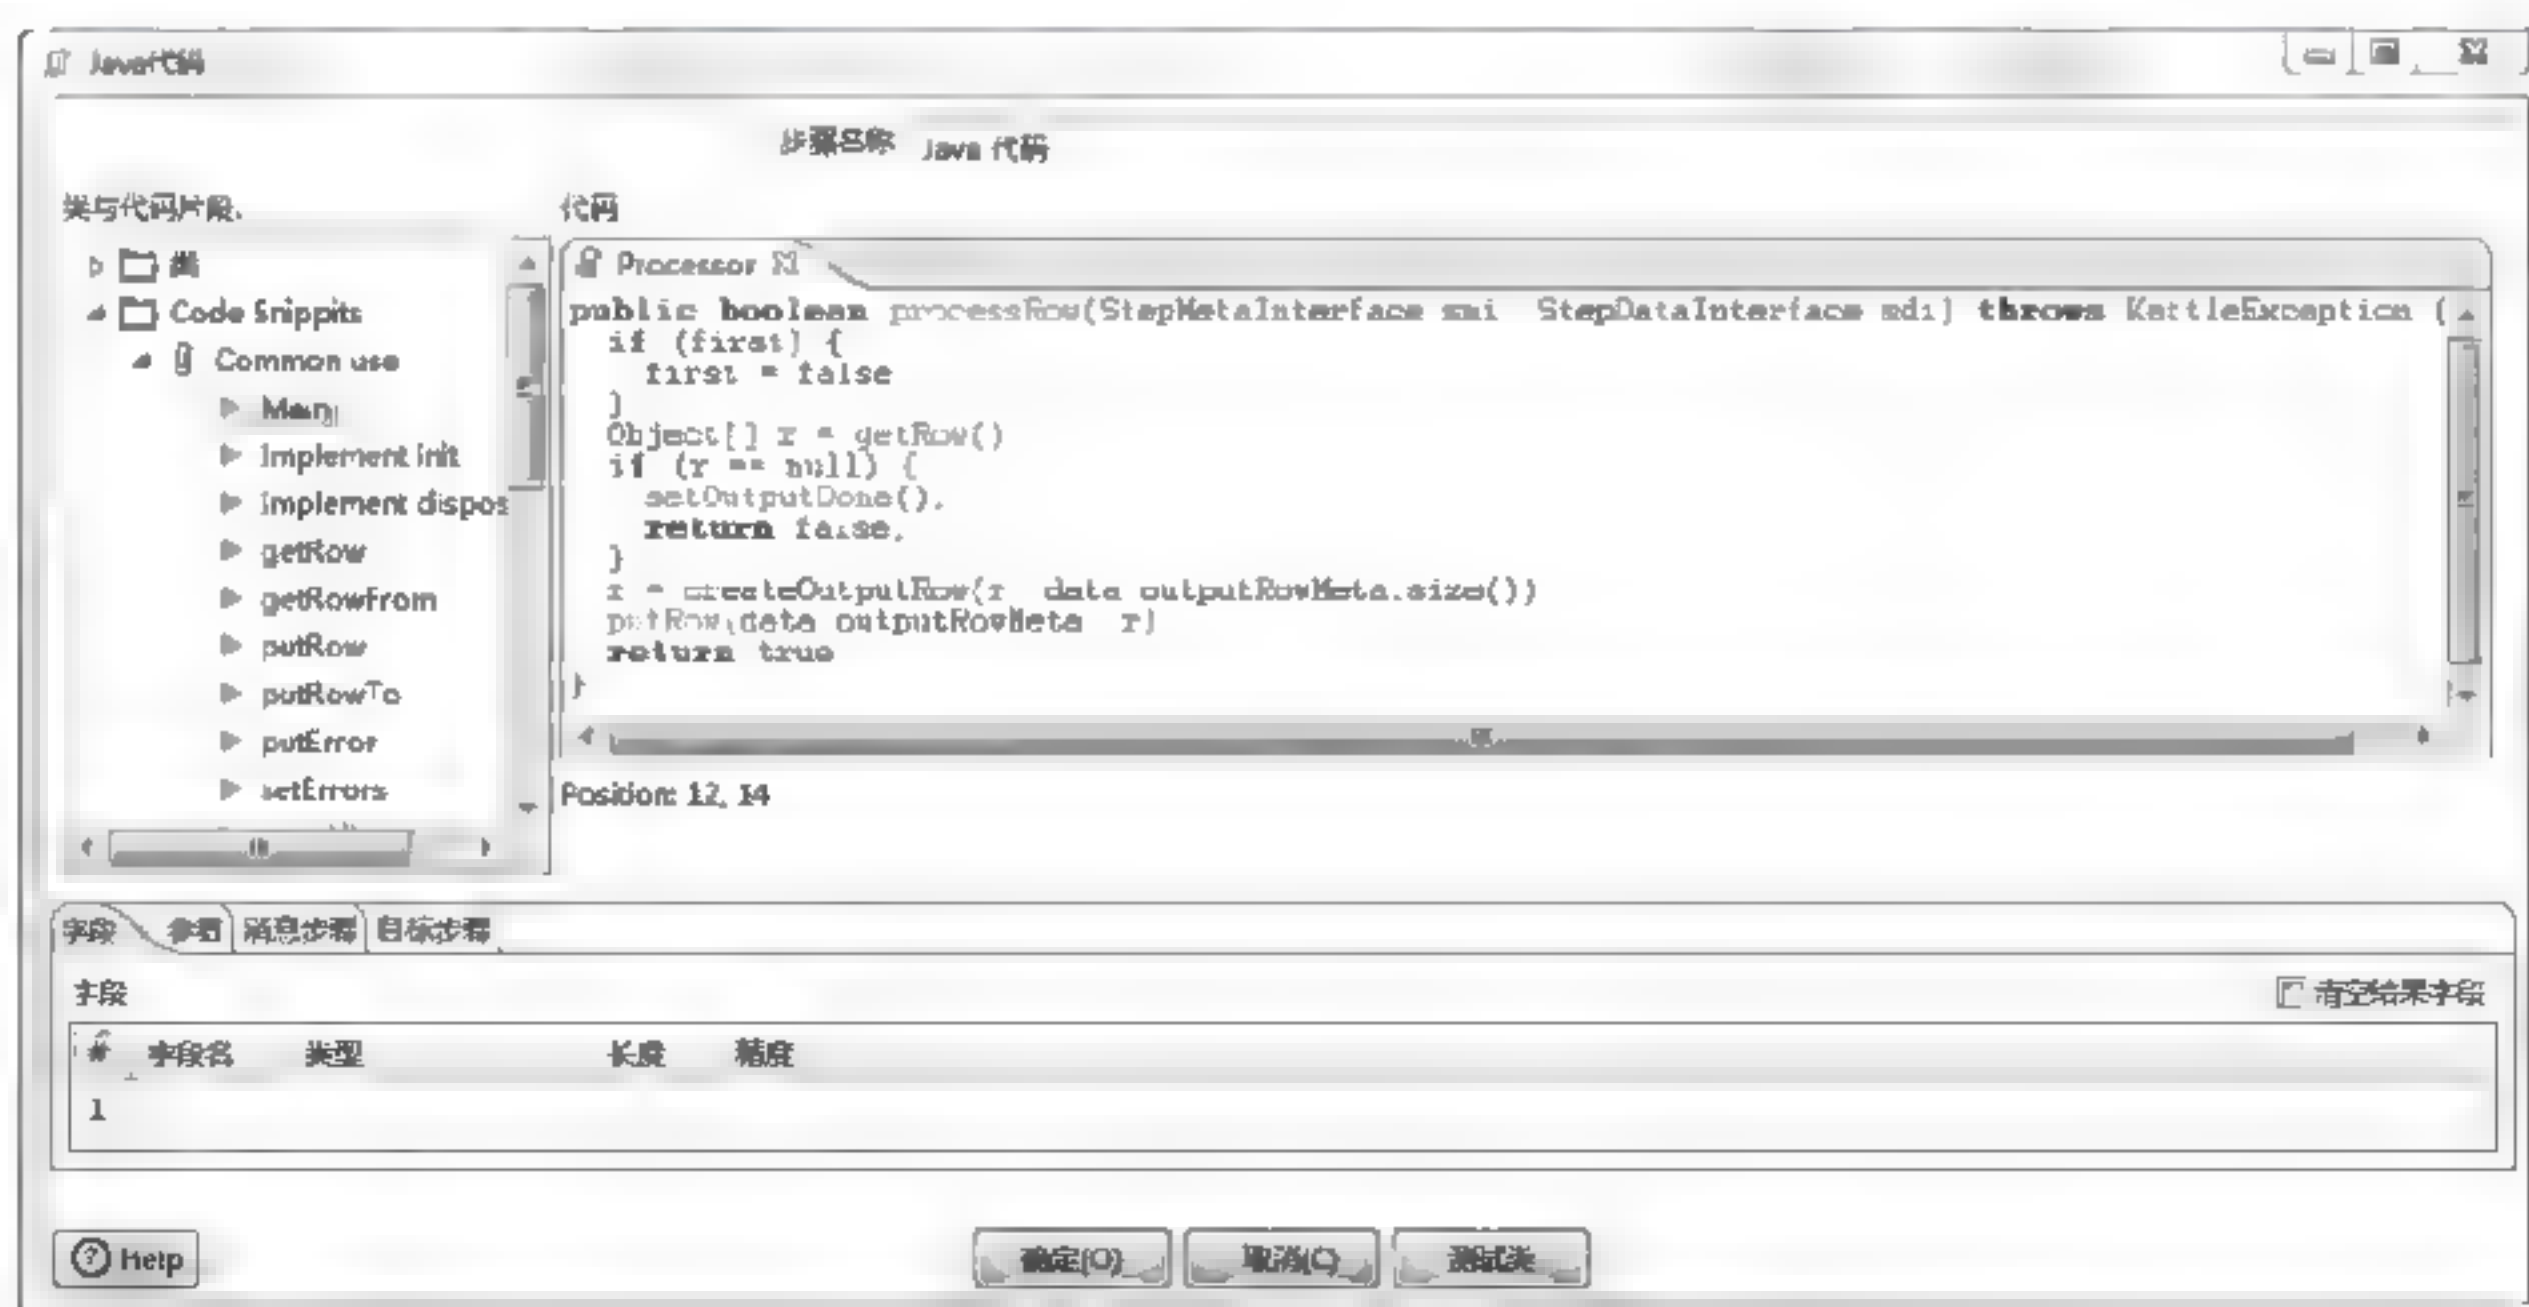 Java代码
步骤名称 Java 代码
类与代码片段
代码
类
Code Snippits
Common use
Main
Implement init
Implement dispos
getRow
getRowFrom
putRow
putRowTo
putError
setErrors
Processor
public boolean processRow(StepMetaInterface smi StepDataInterface sdi) throws KettleException {
if (first) {
first = false
}
Object[] r = getRow()
if (r == null) {
setOutputDone(),
return false,
}
r = createOutputRow(r data outputRowMeta.size())
putRow(data outputRowMeta r)
return true
}
Position: 12, 14
字段 参数 消息步骤 目标步骤
字段 清空结果字段
# 字段名 类型 长度 精度
1
Help 确定(O) 取消(C) 测试类